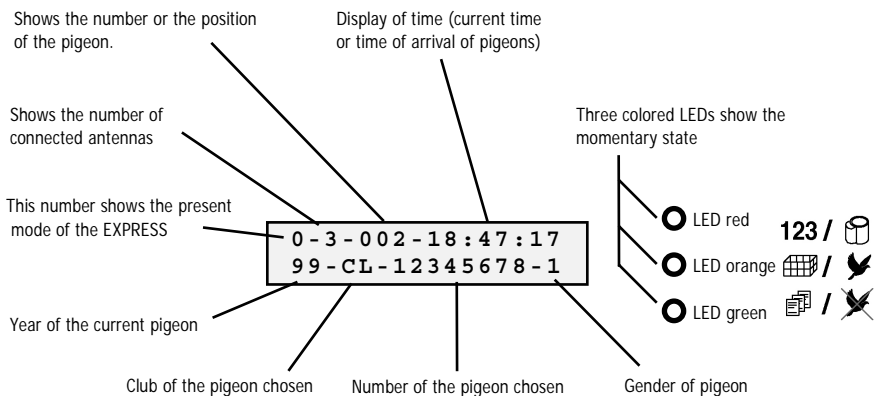 Shows the number or the position
of the pigeon.
Display of time (current time
or time of arrival of pigeons)
Shows the number of
connected antennas
Three colored LEDs show the
momentary state
This number shows the present
mode of the EXPRESS
0-3-002-18:47:17
99-CL-12345678-1
LED red 123 /
LED orange /
LED green /
Year of the current pigeon
Club of the pigeon chosen
Number of the pigeon chosen
Gender of pigeon